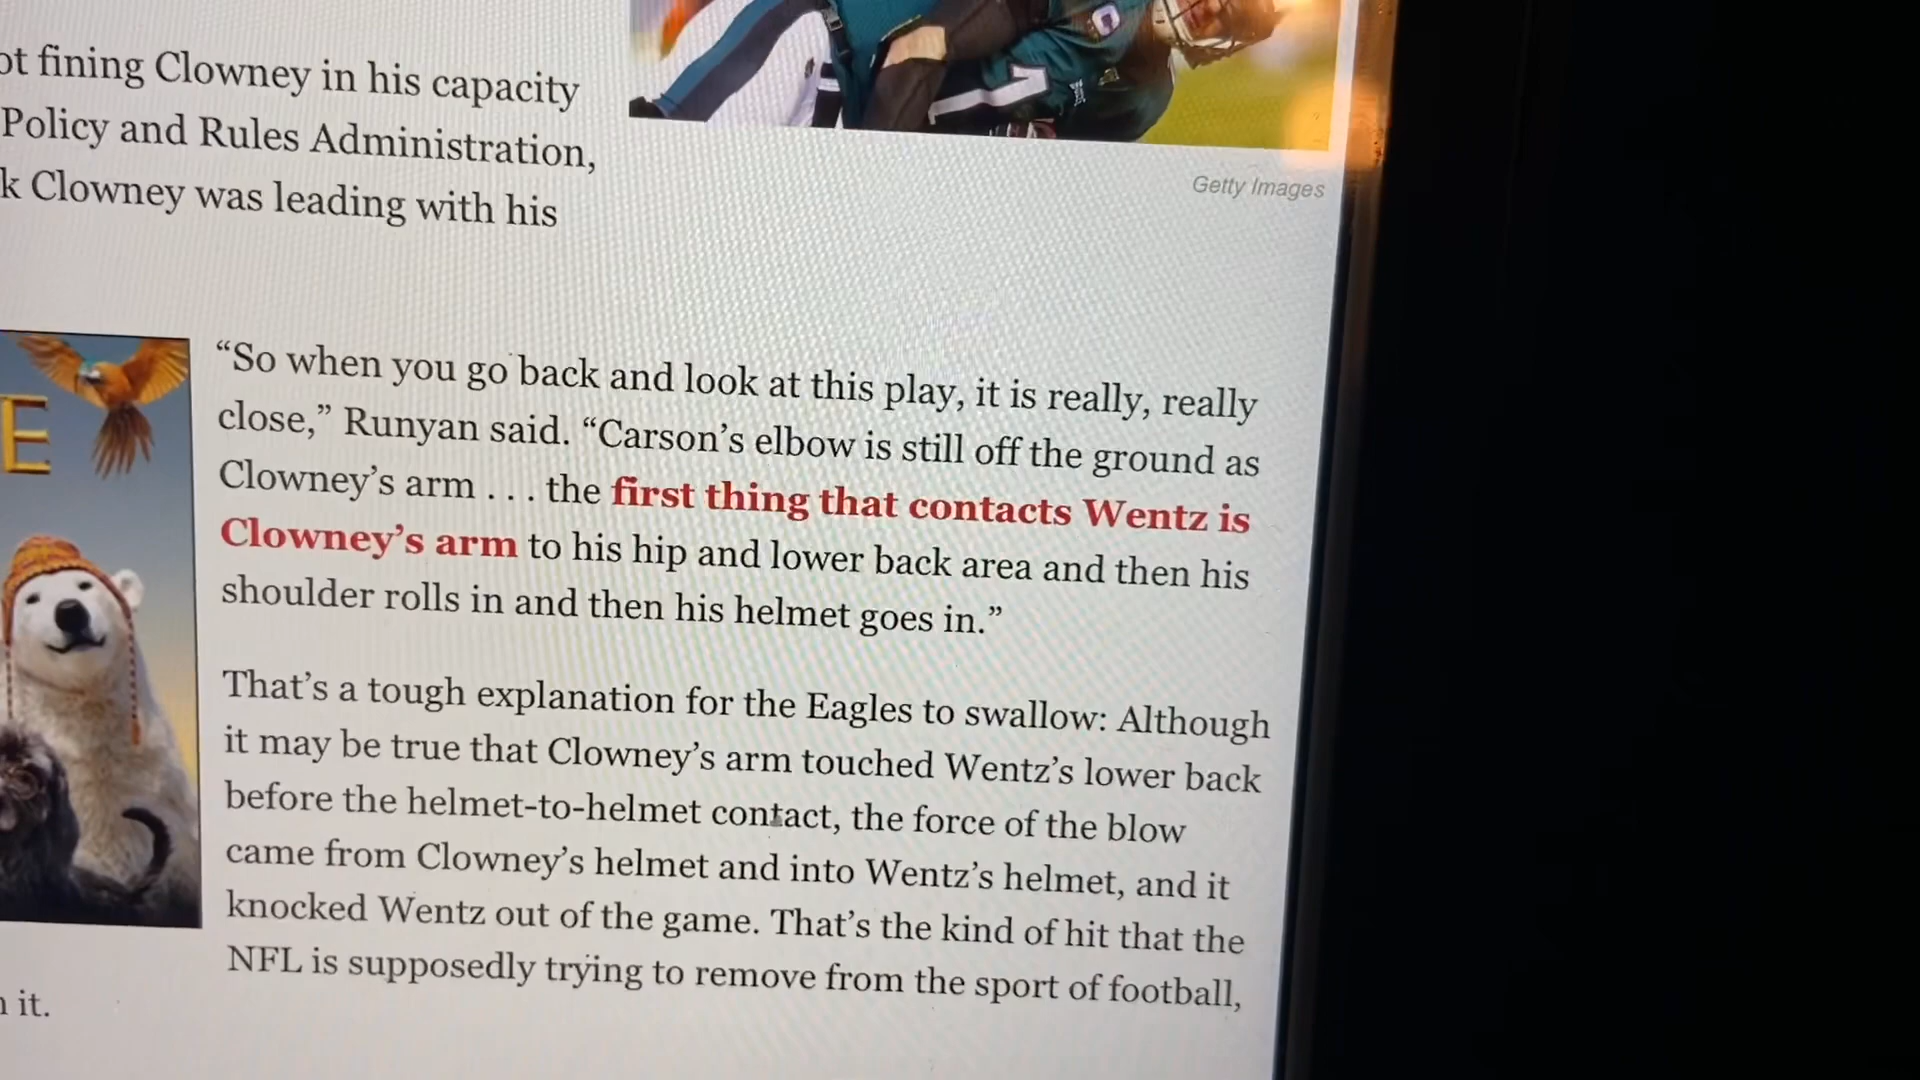 fining Clowney in his capacity
Policy and Rules Administration,
Clowney was leading with his
Getty Images
“So when you go back and look at this play, it is really, really
close,” Runyan said. “Carson’s elbow is still off the ground as
Clowney’s arm . . . the first thing that contacts Wentz is
Clowney’s arm to his hip and lower back area and then his
shoulder rolls in and then his helmet goes in.”
That’s a tough explanation for the Eagles to swallow: Although
it may be true that Clowney’s arm touched Wentz’s lower back
before the helmet-to-helmet contact, the force of the blow
came from Clowney’s helmet and into Wentz’s helmet, and it
knocked Wentz out of the game. That’s the kind of hit that the
NFL is supposedly trying to remove from the sport of football,
it.
E